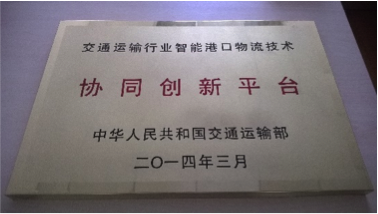 交通运输行业智能港口物流技术
协同创新平台
中华人民共和国交通运输部
二〇一四年三月